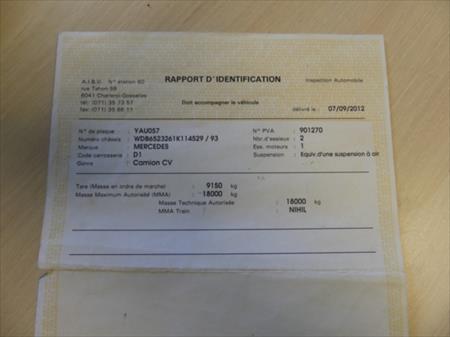 A.I.B.V. N° station 60 RAPPORT D'IDENTIFICATION Inspection Automobile
rue Tahon 59
6041 Charleroi-Gosselies
tél: (071) 35 73 57 Doit accompagner le véhicule
fax: (071) 35 66 11 délivré le : 07/09/2012
N° de plaque : YAU057 N° PVA : 901270
Numéro châssis : WDB6523261K114529 / 93 Nbr.d'essieux : 2
Marque : MERCEDES Ess. moteurs : 1
Code carrosserie : D1 Suspension : Equiv.d'une suspension à air
Genre : Camion CV
Tare (Masse en ordre de marche) : 9150 kg
Masse Maximum Autorisée (MMA) : 18000 kg
Masse Technique Autorisée : 18000 kg
MMA Train : NIHIL